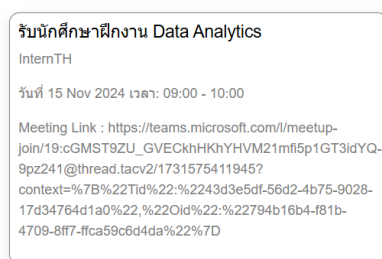 รับนักศึกษาฝึกงาน Data Analytics
InternTH
วันที่ 15 Nov 2024 เวลา: 09:00 - 10:00
Meeting Link : https://teams.microsoft.com/l/meetup-
join/19:cGMST9ZU_GVECkhHKhYHVM21mfi5p1GT3idYQ-
9pz241@thread.tacv2/1731575411945?
context=%7B%22Tid%22:%2243d3e5df-56d2-4b75-9028-
17d34764d1a0%22,%22Oid%22:%22794b16b4-f81b-
4709-8ff7-ffca59c6d4da%22%7D